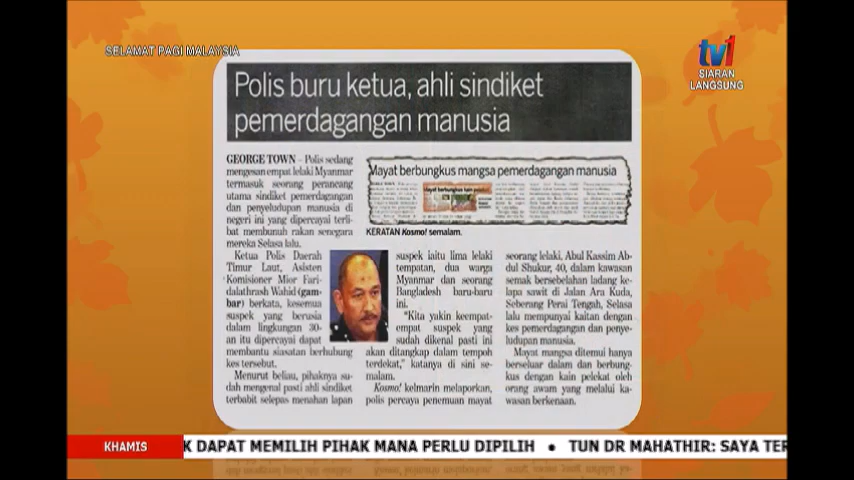 SELAMAT PAGI MALAYSIA
tv1
SIARAN
LANGSUNG
Polis buru ketua, ahli sindiket
pemerdagangan manusia
GEORGE TOWN – Polis sedang
mengesan empat lelaki Myanmar
termasuk seorang perancang
utama sindiket pemerdagangan
dan penyeludupan manusia di
negeri ini yang dipercayai terli-
bat membunuh rakan senegara
mereka Selasa lalu.
Ketua Polis Daerah
Timur Laut, Asisten
Komisioner Mior Fari-
dalathrash Wahid (gam-
bar) berkata, kesemua
suspek yang berusia
dalam lingkungan 30-
an itu dipercayai dapat
membantu siasatan berhubung
kes tersebut.
Menurut beliau, pihaknya su-
dah mengenal pasti ahli sindiket
terbabit selepas menahan lapan
Mayat berbungkus mangsa pemerdagangan manusia
KERATAN Kosmo! semalam.
suspek iaitu lima lelaki
tempatan, dua warga
Myanmar dan seorang
Bangladesh baru-baru
ini.
“Kita yakin keempat-
empat suspek yang
sudah dikenal pasti ini
akan ditangkap dalam tempoh
terdekat,” katanya di sini se-
malam.
Kosmo! kelmarin melaporkan,
polis percaya penemuan mayat
seorang lelaki, Abul Kassim Ab-
dul Shukur, 40, dalam kawasan
semak bersebelahan ladang ke-
lapa sawit di Jalan Ara Kuda,
Seberang Perai Tengah, Selasa
lalu mempunyai kaitan dengan
kes pemerdagangan dan penye-
ludupan manusia.
Mayat mangsa ditemui hanya
berseluar dalam dan berbung-
kus dengan kain pelekat oleh
orang awam yang melalui ka-
wasan berkenaan.
KHAMIS
K DAPAT MEMILIH PIHAK MANA PERLU DIPILIH ● TUN DR MAHATHIR: SAYA TER